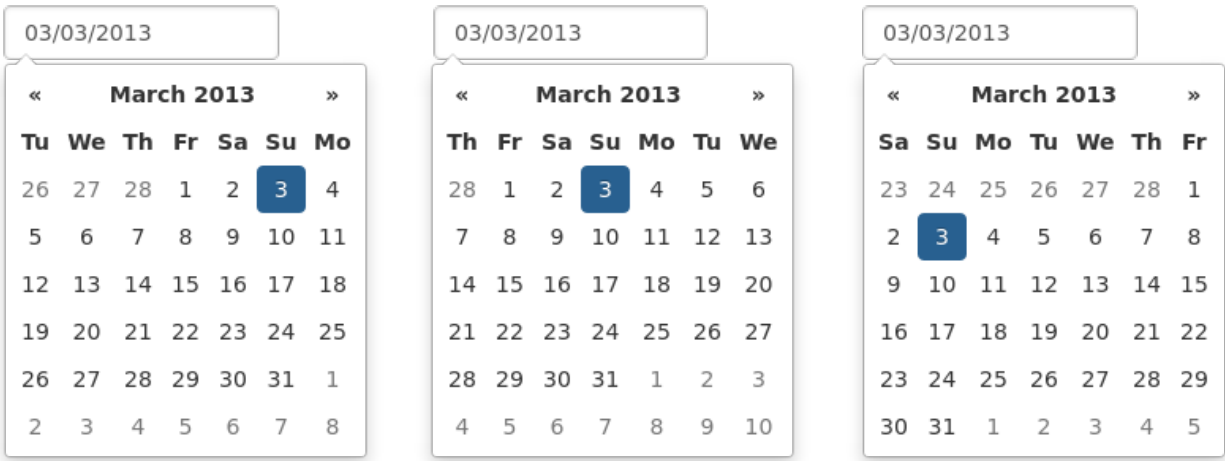 03/03/2013
« March 2013 »
Tu We Th Fr Sa Su Mo
26 27 28 1 2 3 4
5 6 7 8 9 10 11
12 13 14 15 16 17 18
19 20 21 22 23 24 25
26 27 28 29 30 31 1
2 3 4 5 6 7 8
03/03/2013
« March 2013 »
Th Fr Sa Su Mo Tu We
28 1 2 3 4 5 6
7 8 9 10 11 12 13
14 15 16 17 18 19 20
21 22 23 24 25 26 27
28 29 30 31 1 2 3
4 5 6 7 8 9 10
03/03/2013
« March 2013 »
Sa Su Mo Tu We Th Fr
23 24 25 26 27 28 1
2 3 4 5 6 7 8
9 10 11 12 13 14 15
16 17 18 19 20 21 22
23 24 25 26 27 28 29
30 31 1 2 3 4 5